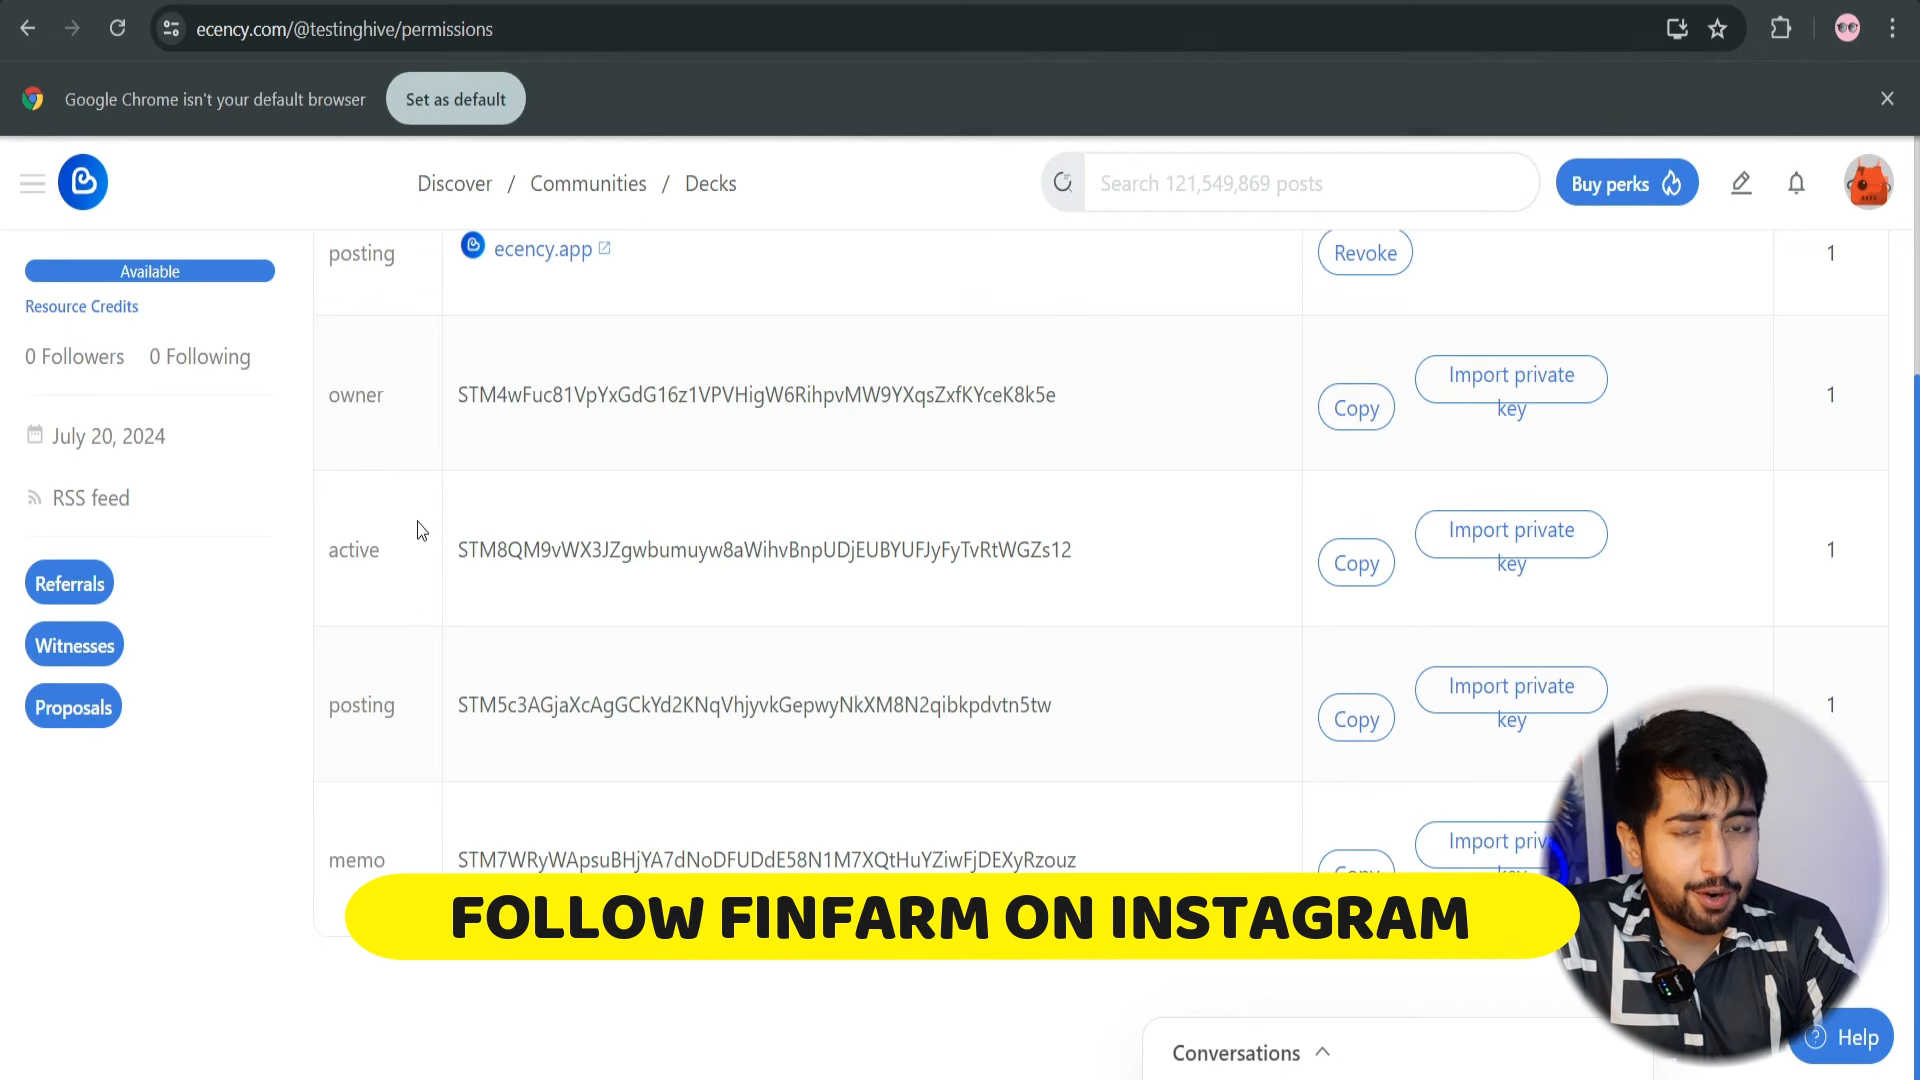 ecency.com/@testinghive/permissions
Google Chrome isn't your default browser
Set as default
Discover / Communities / Decks
Search 121,549,869 posts
Buy perks
Available
Resource Credits
0 Followers 0 Following
July 20, 2024
RSS feed
Referrals
Witnesses
Proposals
posting ecency.app Revoke 1
owner STM4wFuc81VpYxGdG16z1VPVHigW6RihpvMW9YXqsZxfKYceK8k5e Copy Import private key 1
active STM8QM9vWX3JZgwbumuyw8aWihvBnpUDjEUBYUFJyFyTvRtWGZs12 Copy Import private key 1
posting STM5c3AGjaXcAgGCkYd2KNqVhjyvkGepwyNkXM8N2qibkpdvtn5tw Copy Import private key 1
memo STM7WRyWApsuBHjYA7dNoDFUDdE58N1M7XQtHuYZiwFjDEXyRzouz Import
FOLLOW FINFARM ON INSTAGRAM
Conversations
Help